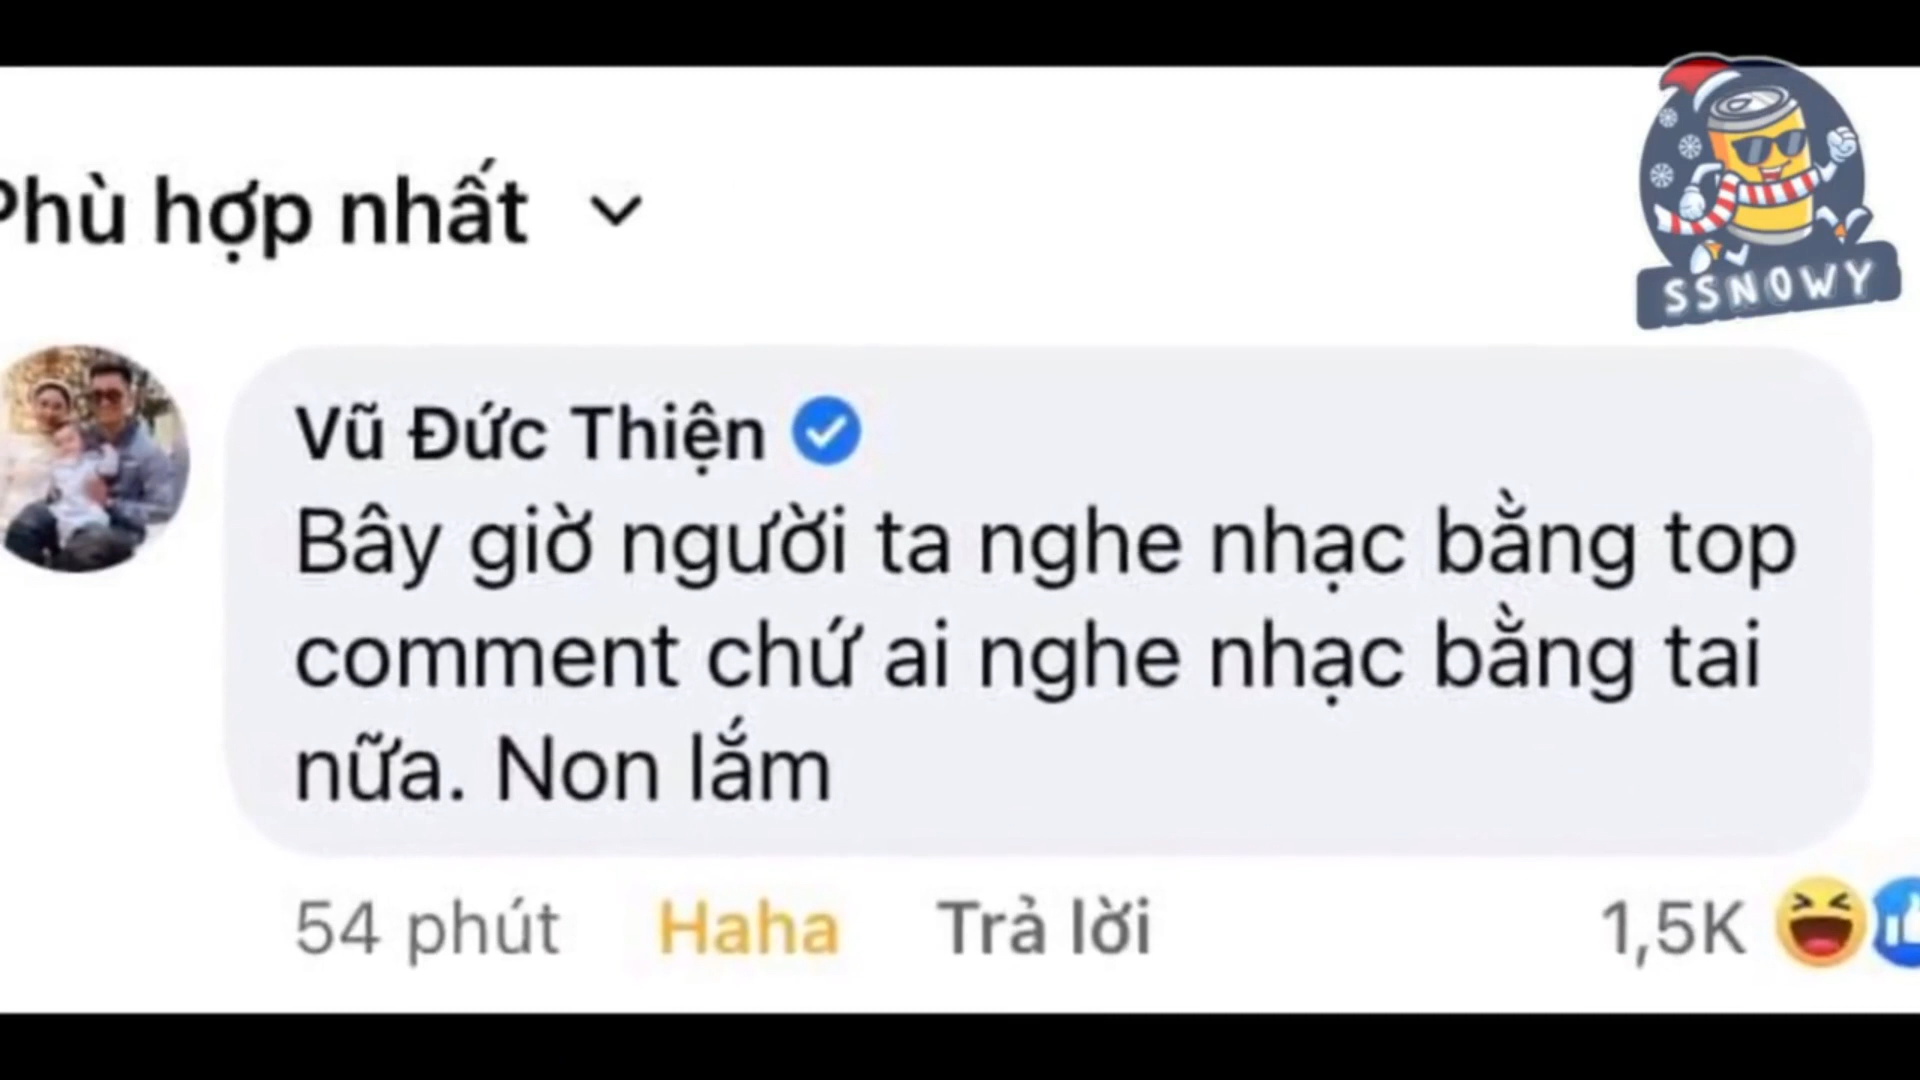 Phù hợp nhất
SSNOWY
Vũ Đức Thiện
Bây giờ người ta nghe nhạc bằng top
comment chứ ai nghe nhạc bằng tai
nữa. Non lắm
54 phút Haha Trả lời 1,5K